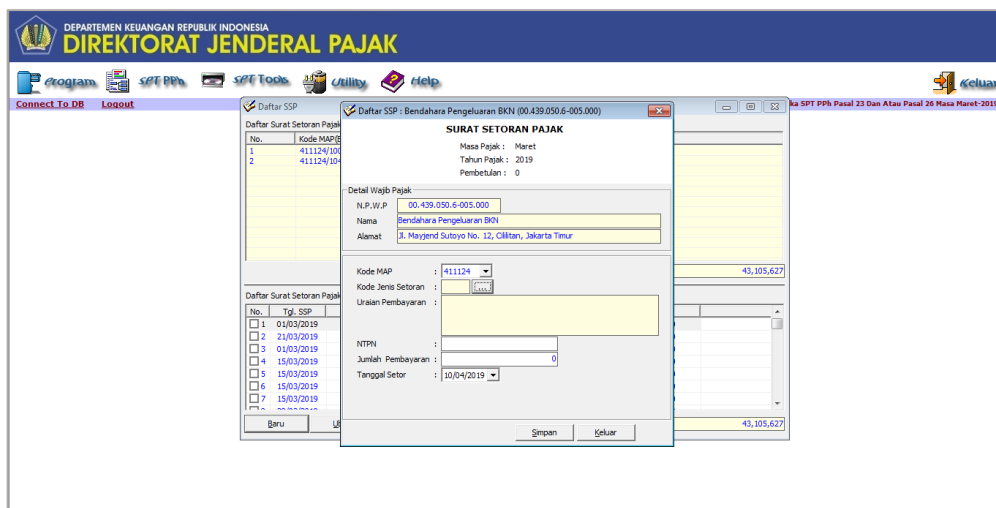 DEPARTEMEN KEUANGAN REPUBLIK INDONESIA
DIREKTORAT JENDERAL PAJAK
Program SPT PPh SPT Tools Utility Help Keluar
Connect To DB Logout
ka SPT PPh Pasal 23 Dan Atau Pasal 26 Masa Maret-2019
Daftar SSP
Daftar Surat Setoran Pajak
No. Kode MAP
1 411124/100
2 411124/104
43,105,627
Daftar Surat Setoran Pajak
No. Tgl. SSP
1 01/03/2019
2 21/03/2019
3 01/03/2019
4 15/03/2019
5 15/03/2019
6 15/03/2019
7 15/03/2019
Baru
43,105,627
Daftar SSP : Bendahara Pengeluaran BKN (00.439.050.6-005.000)
SURAT SETORAN PAJAK
Masa Pajak : Maret
Tahun Pajak : 2019
Pembetulan : 0
Detail Wajib Pajak
N.P.W.P 00.439.050.6-005.000
Nama Bendahara Pengeluaran BKN
Alamat Jl. Mayjend Sutoyo No. 12, Cililitan, Jakarta Timur
Kode MAP : 411124
Kode Jenis Setoran : ...
Uraian Pembayaran :
NTPN :
Jumlah Pembayaran : 0
Tanggal Setor : 10/04/2019
Simpan Keluar